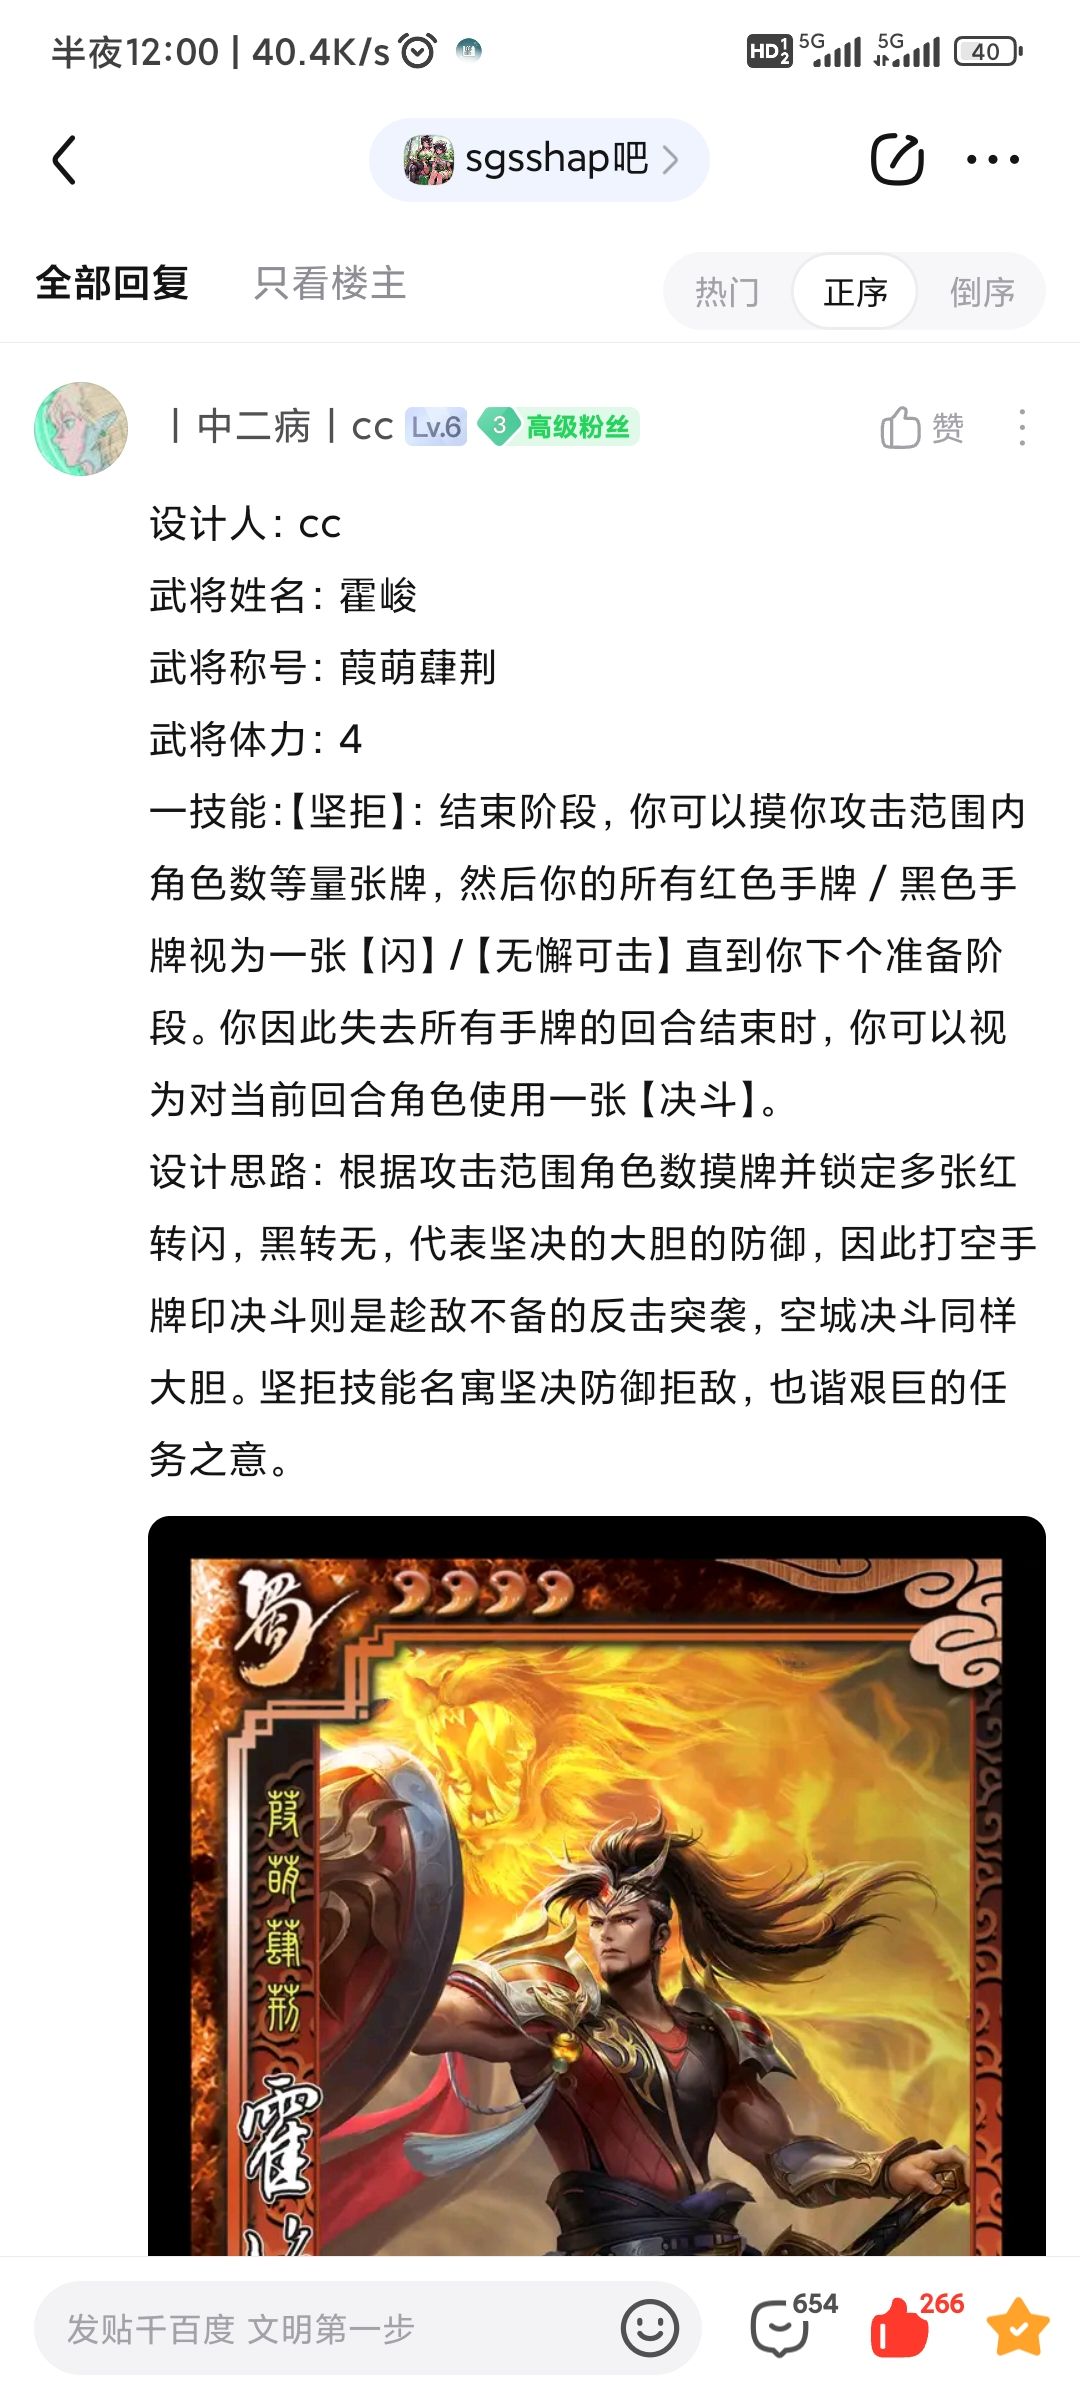 半夜12:00 | 40.4K/s
HD 1 2 5G 5G 40
sgsshap吧
全部回复 只看楼主 热门 正序 倒序
丨中二病丨cc Lv.6 3 高级粉丝 赞
设计人：cc
武将姓名：霍峻
武将称号：葭萌肆荆
武将体力：4
一技能:【坚拒】：结束阶段，你可以摸你攻击范围内
角色数等量张牌，然后你的所有红色手牌 / 黑色手
牌视为一张【闪】/【无懈可击】直到你下个准备阶
段。你因此失去所有手牌的回合结束时，你可以视
为对当前回合角色使用一张【决斗】。
设计思路：根据攻击范围角色数摸牌并锁定多张红
转闪，黑转无，代表坚决的大胆的防御，因此打空手
牌印决斗则是趁敌不备的反击突袭，空城决斗同样
大胆。坚拒技能名寓坚决防御拒敌，也谐艰巨的任
务之意。
蜀
葭萌肆荆
霍
发贴千百度 文明第一步
654
266